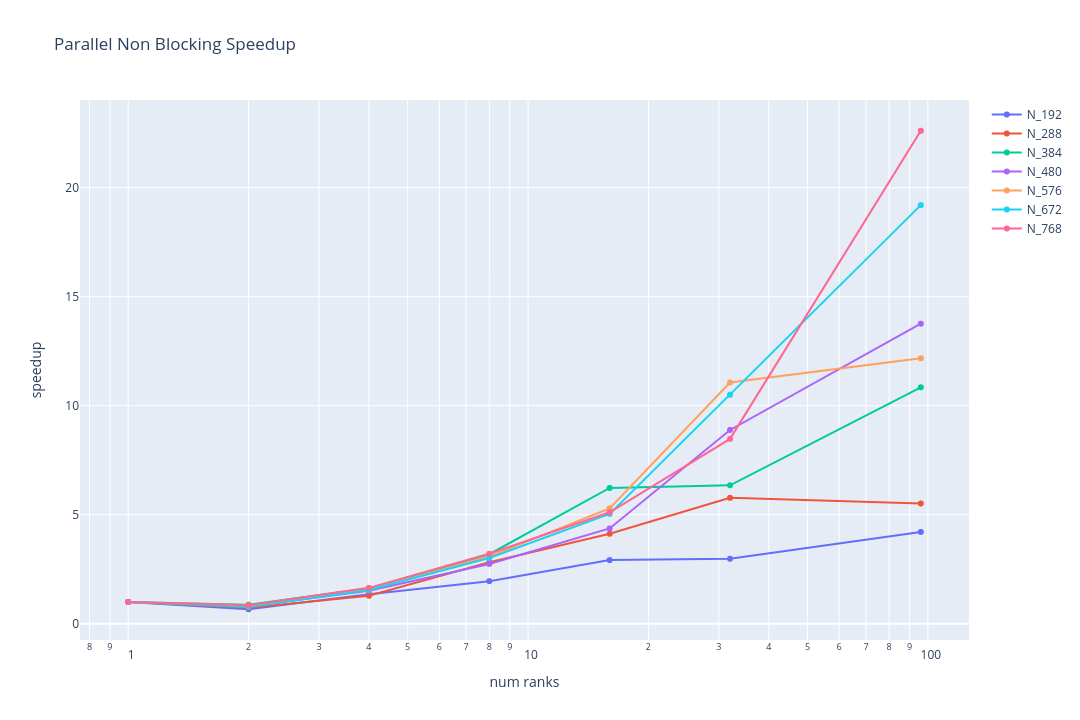 Parallel Non Blocking Speedup
N_192
N_288
N_384
N_480
N_576
N_672
N_768
20
15
10
5
0
speedup
8 9 2 3 4 5 6 7 8 9 2 3 4 5 6 7 8 9
1 10 100
num ranks